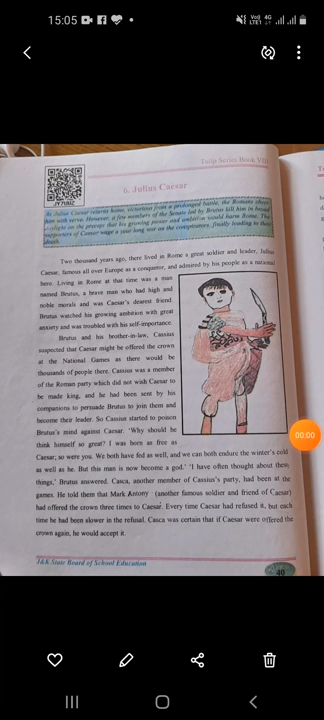 15:05
Vo)) 4G
LTE1
Tulip Series Book VIII
6. Julius Caesar
As Julius Caesar returns home, victorious from a prolonged battle, the Romans cheer
him with verve. However, a few members of the Senate led by Brutus kill him in broad
daylight on the pretext that his growing power and ambition would harm Rome. The
supporters of Caesar wage a year long war on the conspirators, finally leading to their
death.
Two thousand years ago, there lived in Rome a great soldier and leader, Julius
Caesar, famous all over Europe as a conqueror, and admired by his people as a national
hero. Living in Rome at that time was a man
named Brutus, a brave man who had high and
noble morals and was Caesar's dearest friend.
Brutus watched his growing ambition with great
anxiety and was troubled with his self-importance.
Brutus and his brother-in-law, Cassius
suspected that Caesar might be offered the crown
at the National Games as there would be
thousands of people there. Cassius was a member
of the Roman party which did not wish Caesar to
be made king, and he had been sent by his
companions to persuade Brutus to join them and
become their leader. So Cassius started to poison
Brutus's mind against Caesar. 'Why should he
think himself so great? I was born as free as
Caesar; so were you. We both have fed as well, and we can both endure the winter's cold
as well as he. But this man is now become a god.' 'I have often thought about these
things,' Brutus answered. Casca, another member of Cassius's party, had been at the
games. He told them that Mark Antony (another famous soldier and friend of Caesar)
had offered the crown three times to Caesar. Every time Caesar had refused it, but each
time he had been slower in the refusal. Casca was certain that if Caesar were offered the
crown again, he would accept it.
00:00
J&K State Board of School Education
40